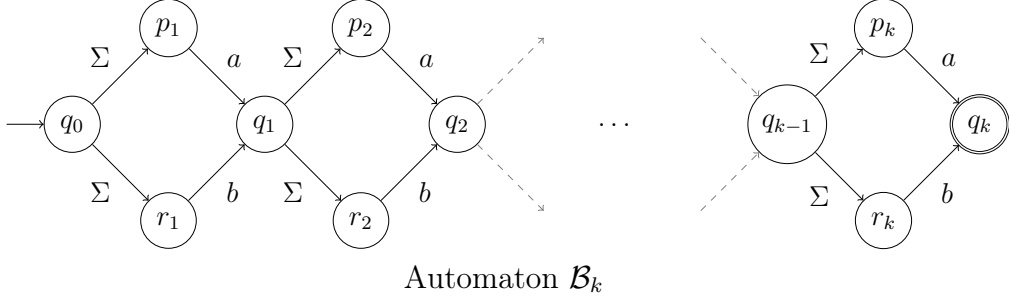 p₁ p₂ pₖ
Σ a Σ a Σ a
q₀ q₁ q₂ ⋯ qₖ₋₁ qₖ
Σ b Σ b Σ b
r₁ r₂ rₖ
Automaton ℬₖ